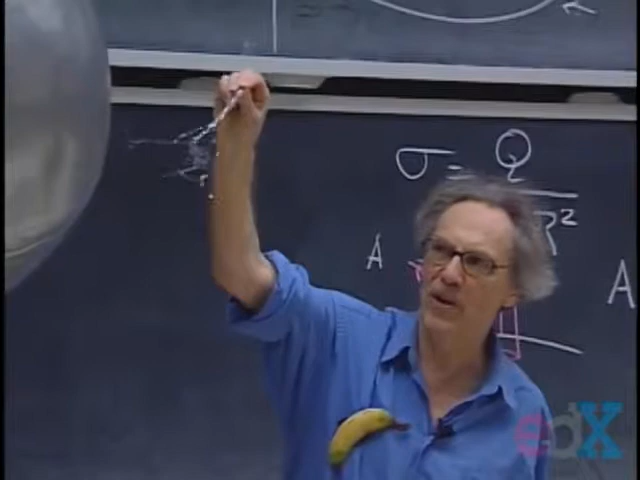 σ = Q
R²
A
A
edX